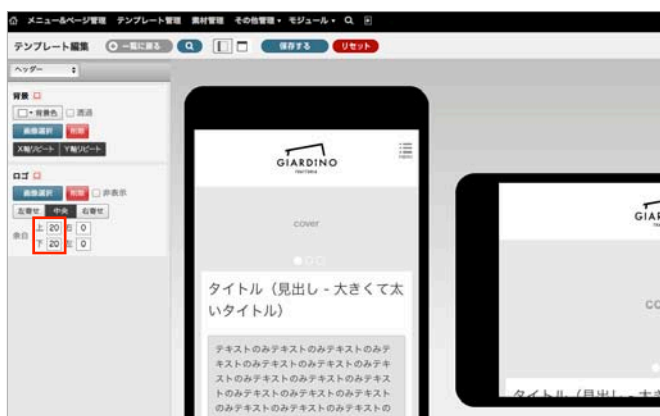 メニュー&ページ管理 テンプレート管理 素材管理 その他管理・ モジュール・
テンプレート編集 一覧に戻る 保存する リセット
ヘッダー
背景
背景色 透過
画像選択 削除
X軸リピート Y軸リピート
ロゴ
画像選択 削除 非表示
左寄せ 中央 右寄せ
余白 上 20 右 0
下 20 左 0
GIARDINO
TRATTORIA
MENU
cover
タイトル（見出し - 大きくて太
いタイトル）
テキストのみテキストのみテキストのみテ
キストのみテキストのみテキストのみテキ
ストのみテキストのみテキストのみテキス
トのみテキストのみテキストのみテキスト
のみテキストのみテキストのみテキストの
GIAR
co
タイトル（見出し - 大き